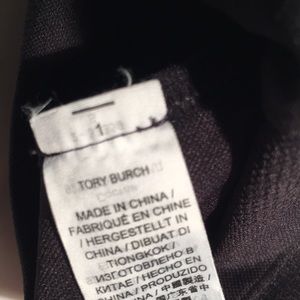 1
TORY BURCH
MADE IN CHINA /
FABRIQUÉ EN CHINE
/ HERGESTELLT IN
CHINA / DIBUAT DI
TIONGKOK /
ИЗГОТОВЛЕНО В
КИТАЕ / HECHO EN
CHINA / PRODUZIDO